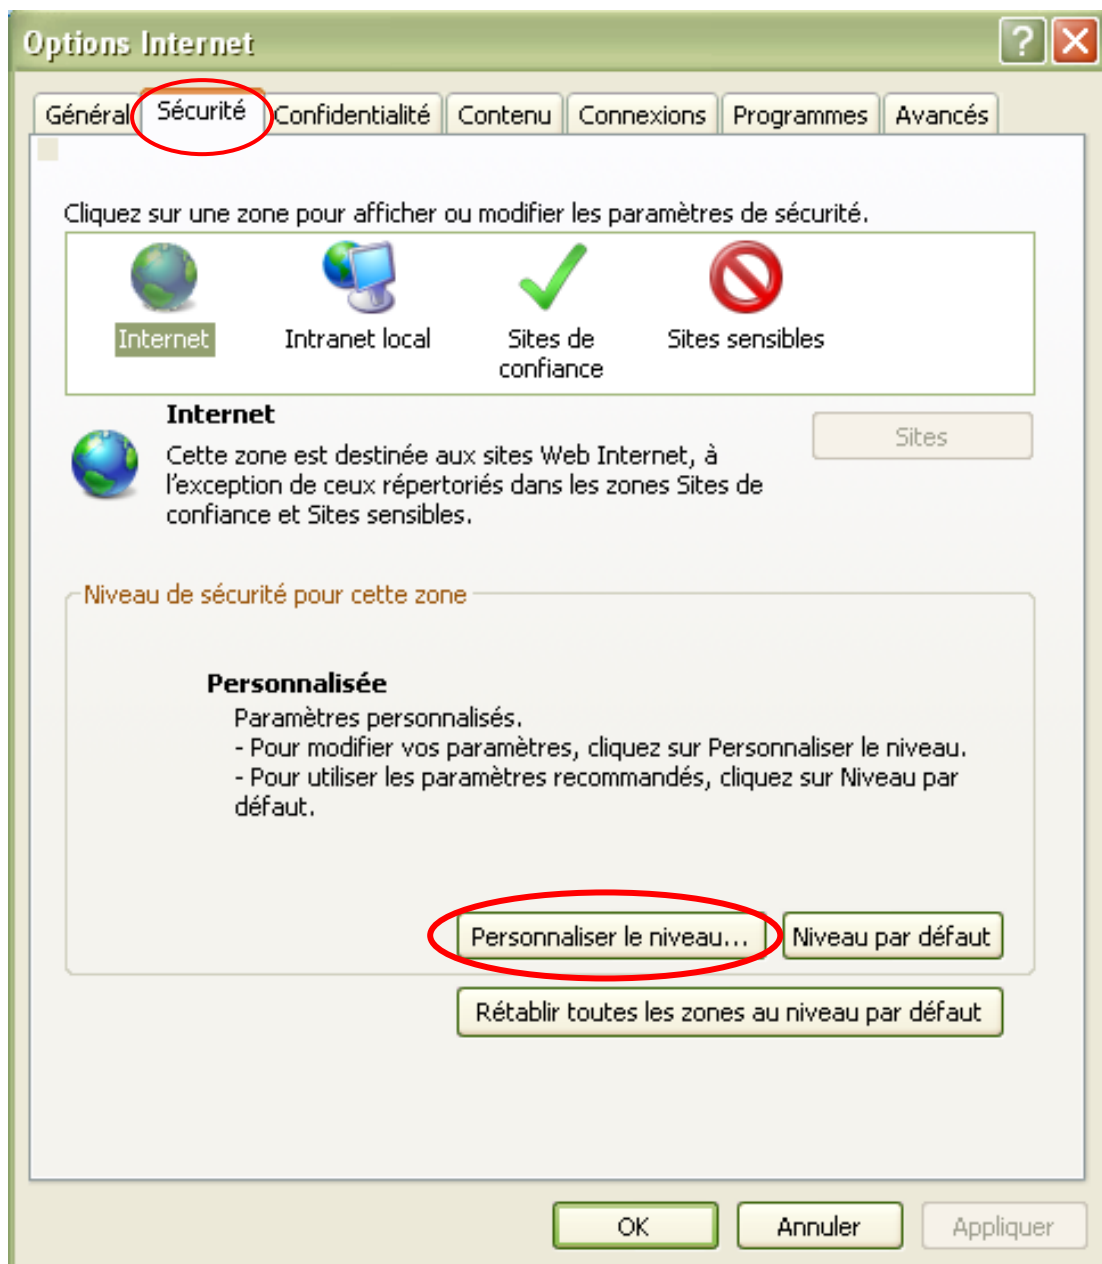 Options Internet
Général Sécurité Confidentialité Contenu Connexions Programmes Avancés
Cliquez sur une zone pour afficher ou modifier les paramètres de sécurité.
Internet Intranet local Sites de confiance Sites sensibles
Internet
Sites
Cette zone est destinée aux sites Web Internet, à
l'exception de ceux répertoriés dans les zones Sites de
confiance et Sites sensibles.
Niveau de sécurité pour cette zone
Personnalisée
Paramètres personnalisés.
- Pour modifier vos paramètres, cliquez sur Personnaliser le niveau.
- Pour utiliser les paramètres recommandés, cliquez sur Niveau par
défaut.
Personnaliser le niveau... Niveau par défaut
Rétablir toutes les zones au niveau par défaut
OK Annuler Appliquer